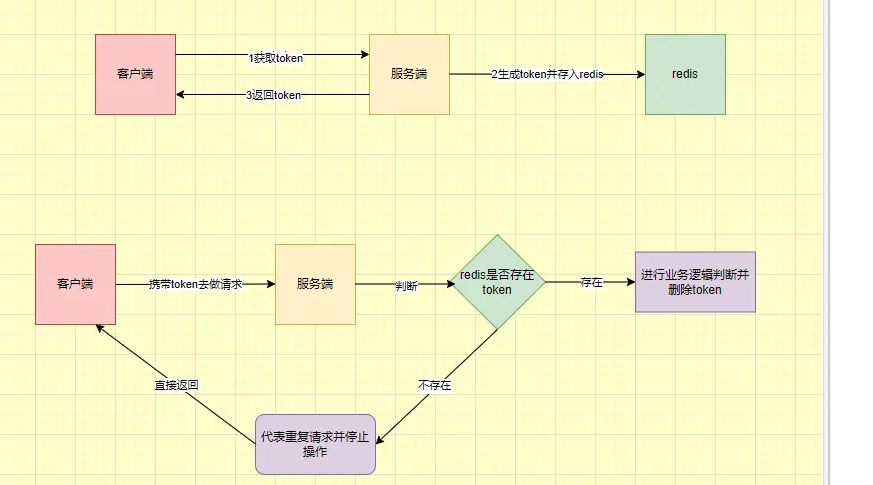 客户端
1获取token
服务端
2生成token并存入redis
redis
3返回token
客户端
携带token去做请求
服务端
判断
redis是否存在
token
存在
进行业务逻辑判断并
删除token
直接返回
不存在
代表重复请求并停止
操作